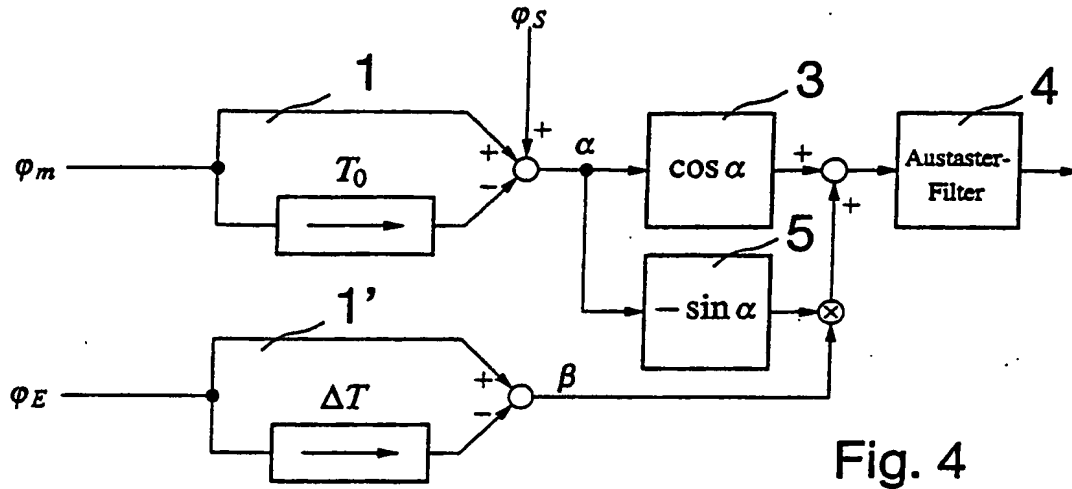 φS
1
3
4
φm
+
+
−
α
cos α
+
+
Austaster-
Filter
T0
5
− sin α
×
1’
φE
+
−
β
ΔT
Fig. 4